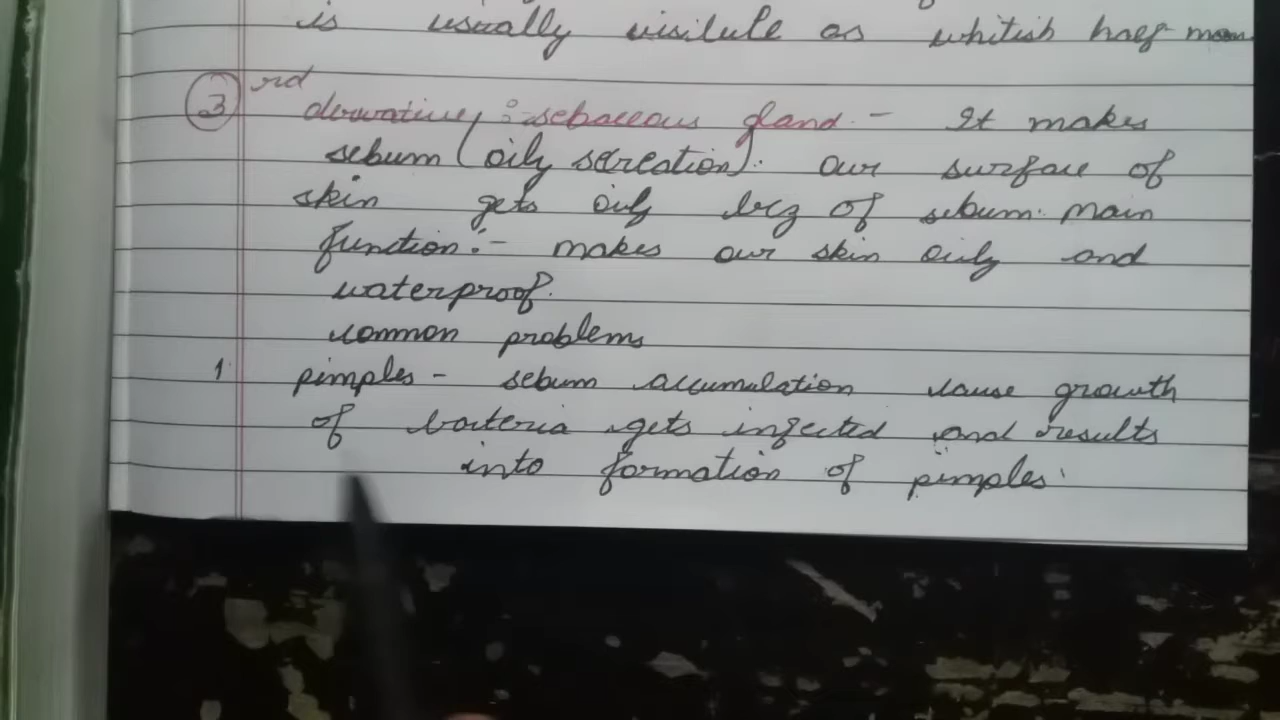 is usually visilule as whitish half moon
3rd derivative :- sebaceous gland - It makes
sebum (oily secreation). Our surface of
skin gets oily bcz of sebum. main
function:- makes our skin oily and
waterproof.
common problems
1. pimples - sebum accumulation cause growth
of bacteria gets infected and results
into formation of pimples.